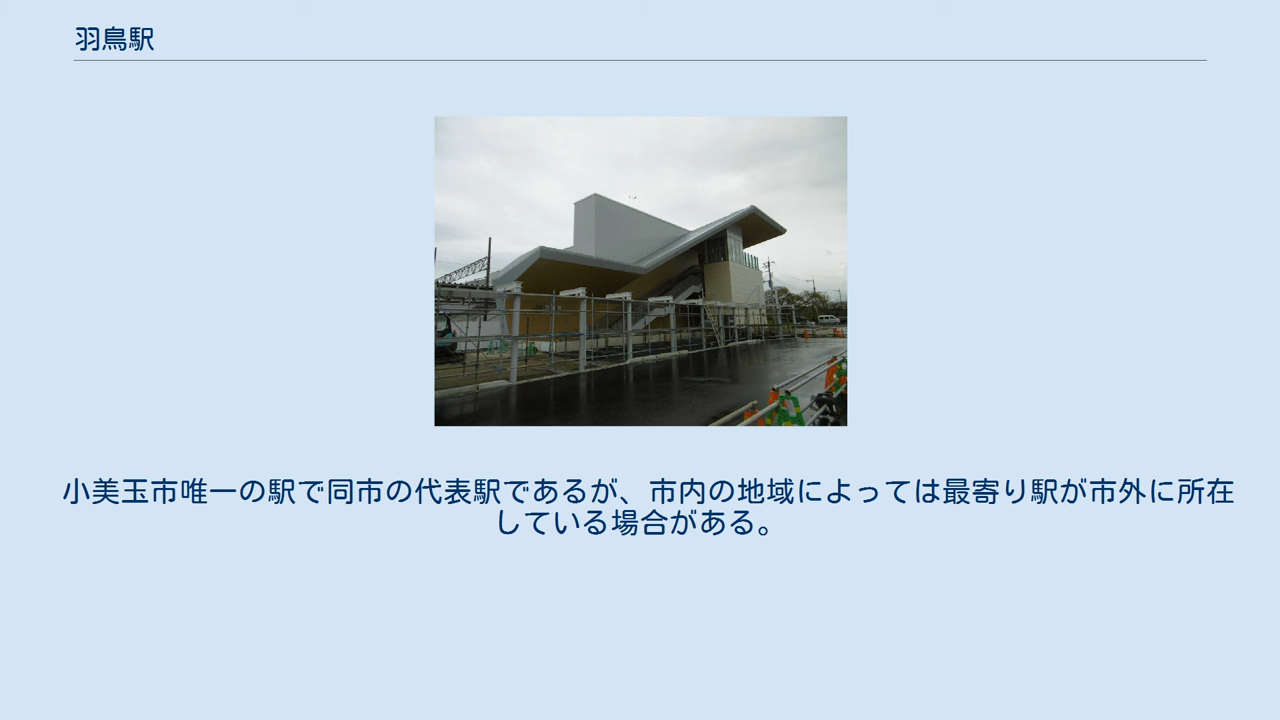 羽鳥駅
小美玉市唯一の駅で同市の代表駅であるが、市内の地域によっては最寄り駅が市外に所在
している場合がある。